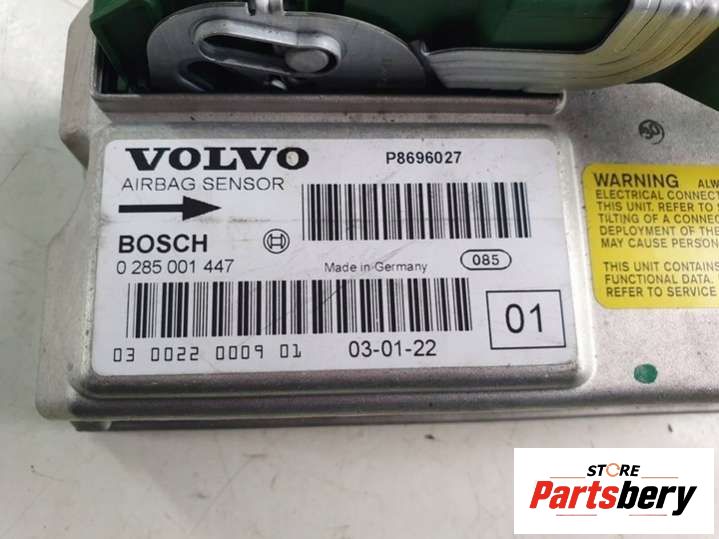 VOLVO
P8696027
AIRBAG SENSOR
BOSCH
0 285 001 447
Made in Germany
085
01
03 0022 0009 01
03-01-22
WARNING ALW
ELECTRICAL CONNECT
THIS UNIT. REFER TO
TILTING OF A CONNEC
DEPLOYMENT OF THE
MAY CAUSE PERSON
THIS UNIT CONTAINS
FUNCTIONAL DATA.
REFER TO SERVICE
STORE
Partsbery